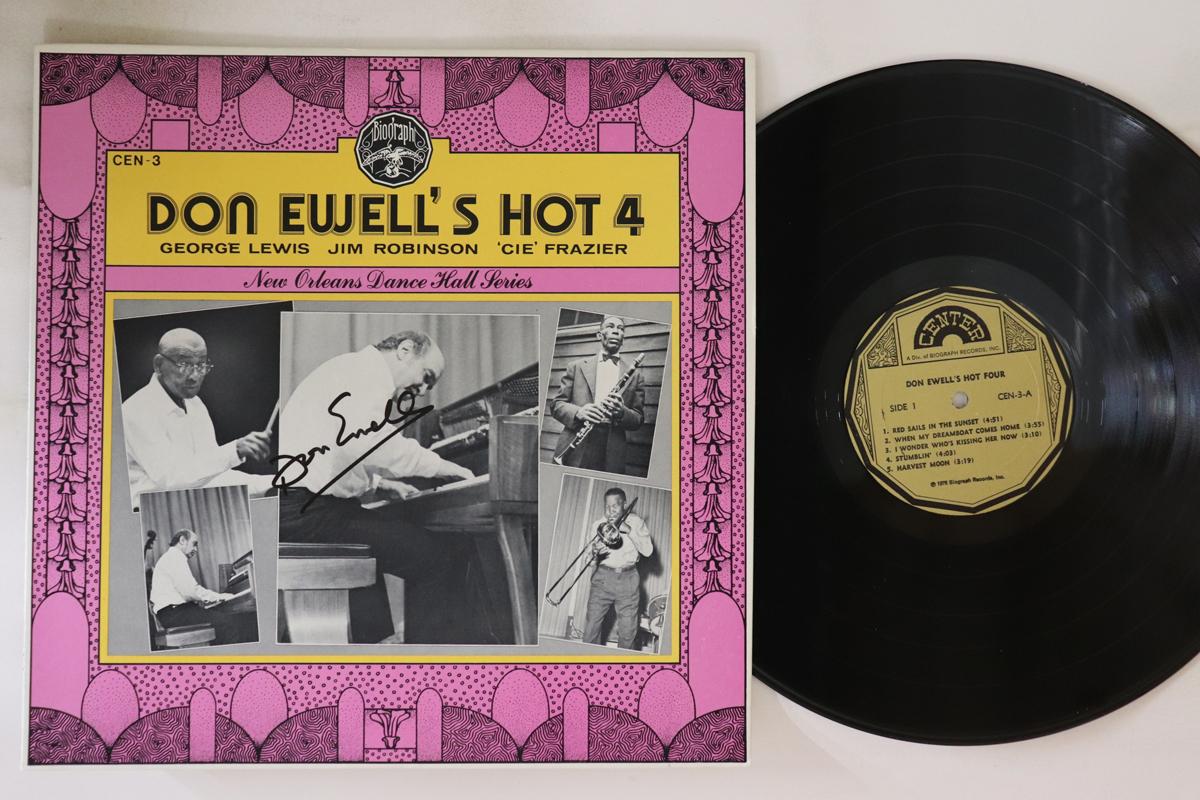 Biograph
CEN-3
DON EWELL'S HOT 4
GEORGE LEWIS JIM ROBINSON 'CIE' FRAZIER
New Orleans Dance Hall Series
Don Ewell
CENTER
A Div. of BIOGRAPH RECORDS, INC.
DON EWELL'S HOT FOUR
SIDE 1 CEN-3-A
1. RED SAILS IN THE SUNSET (4:51)
2. WHEN MY DREAMBOAT COMES HOME (3:55)
3. I WONDER WHO'S KISSING HER NOW (3:10)
4. STUMBLIN' (4:03)
5. HARVEST MOON (3:19)
Biograph Records, Inc.